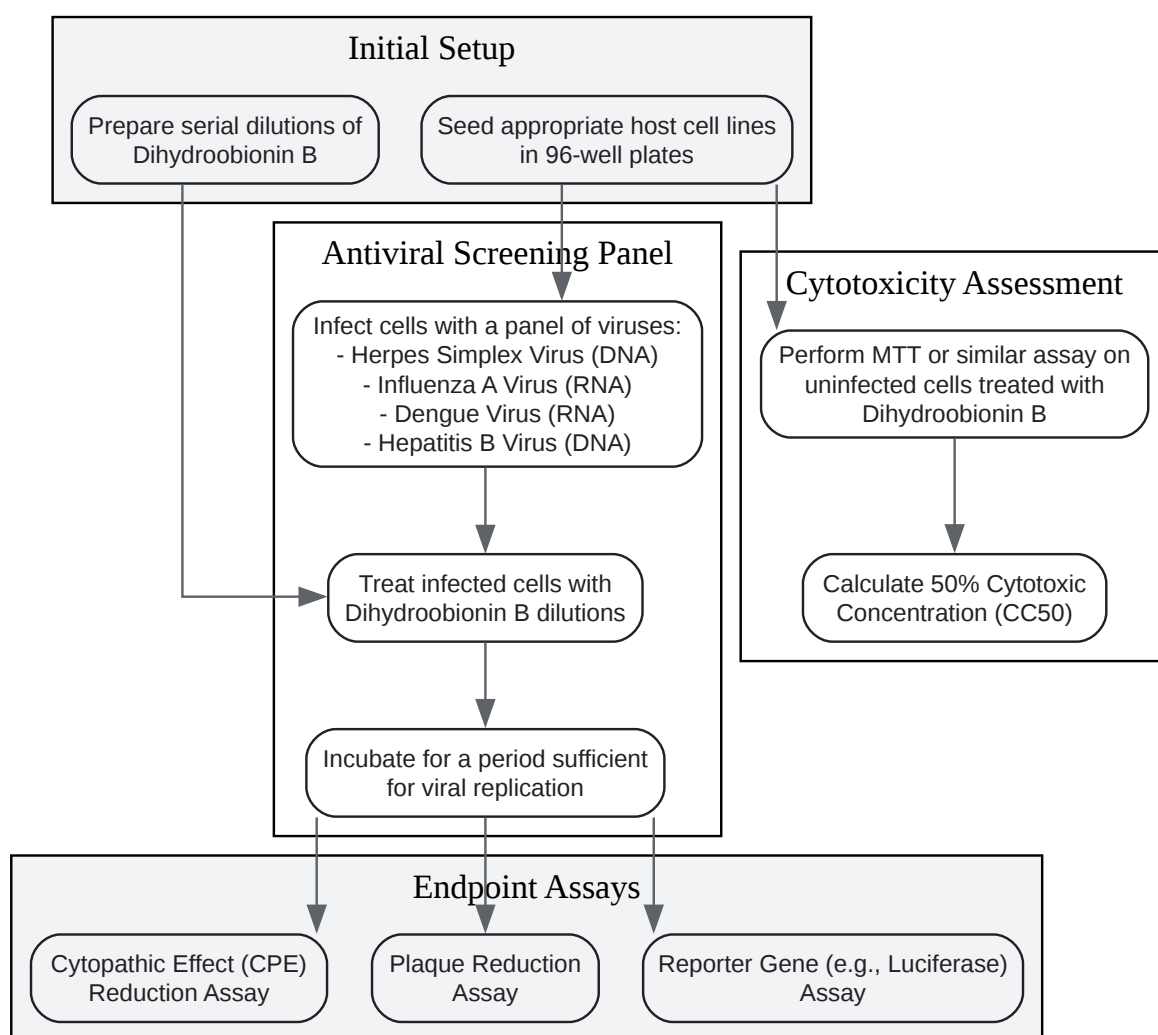 Initial Setup
Prepare serial dilutions of
Dihydroobionin B
Seed appropriate host cell lines
in 96-well plates
Antiviral Screening Panel
Infect cells with a panel of viruses:
- Herpes Simplex Virus (DNA)
- Influenza A Virus (RNA)
- Dengue Virus (RNA)
- Hepatitis B Virus (DNA)
Treat infected cells with
Dihydroobionin B dilutions
Incubate for a period sufficient
for viral replication
Cytotoxicity Assessment
Perform MTT or similar assay on
uninfected cells treated with
Dihydroobionin B
Calculate 50% Cytotoxic
Concentration (CC50)
Endpoint Assays
Cytopathic Effect (CPE)
Reduction Assay
Plaque Reduction
Assay
Reporter Gene (e.g., Luciferase)
Assay